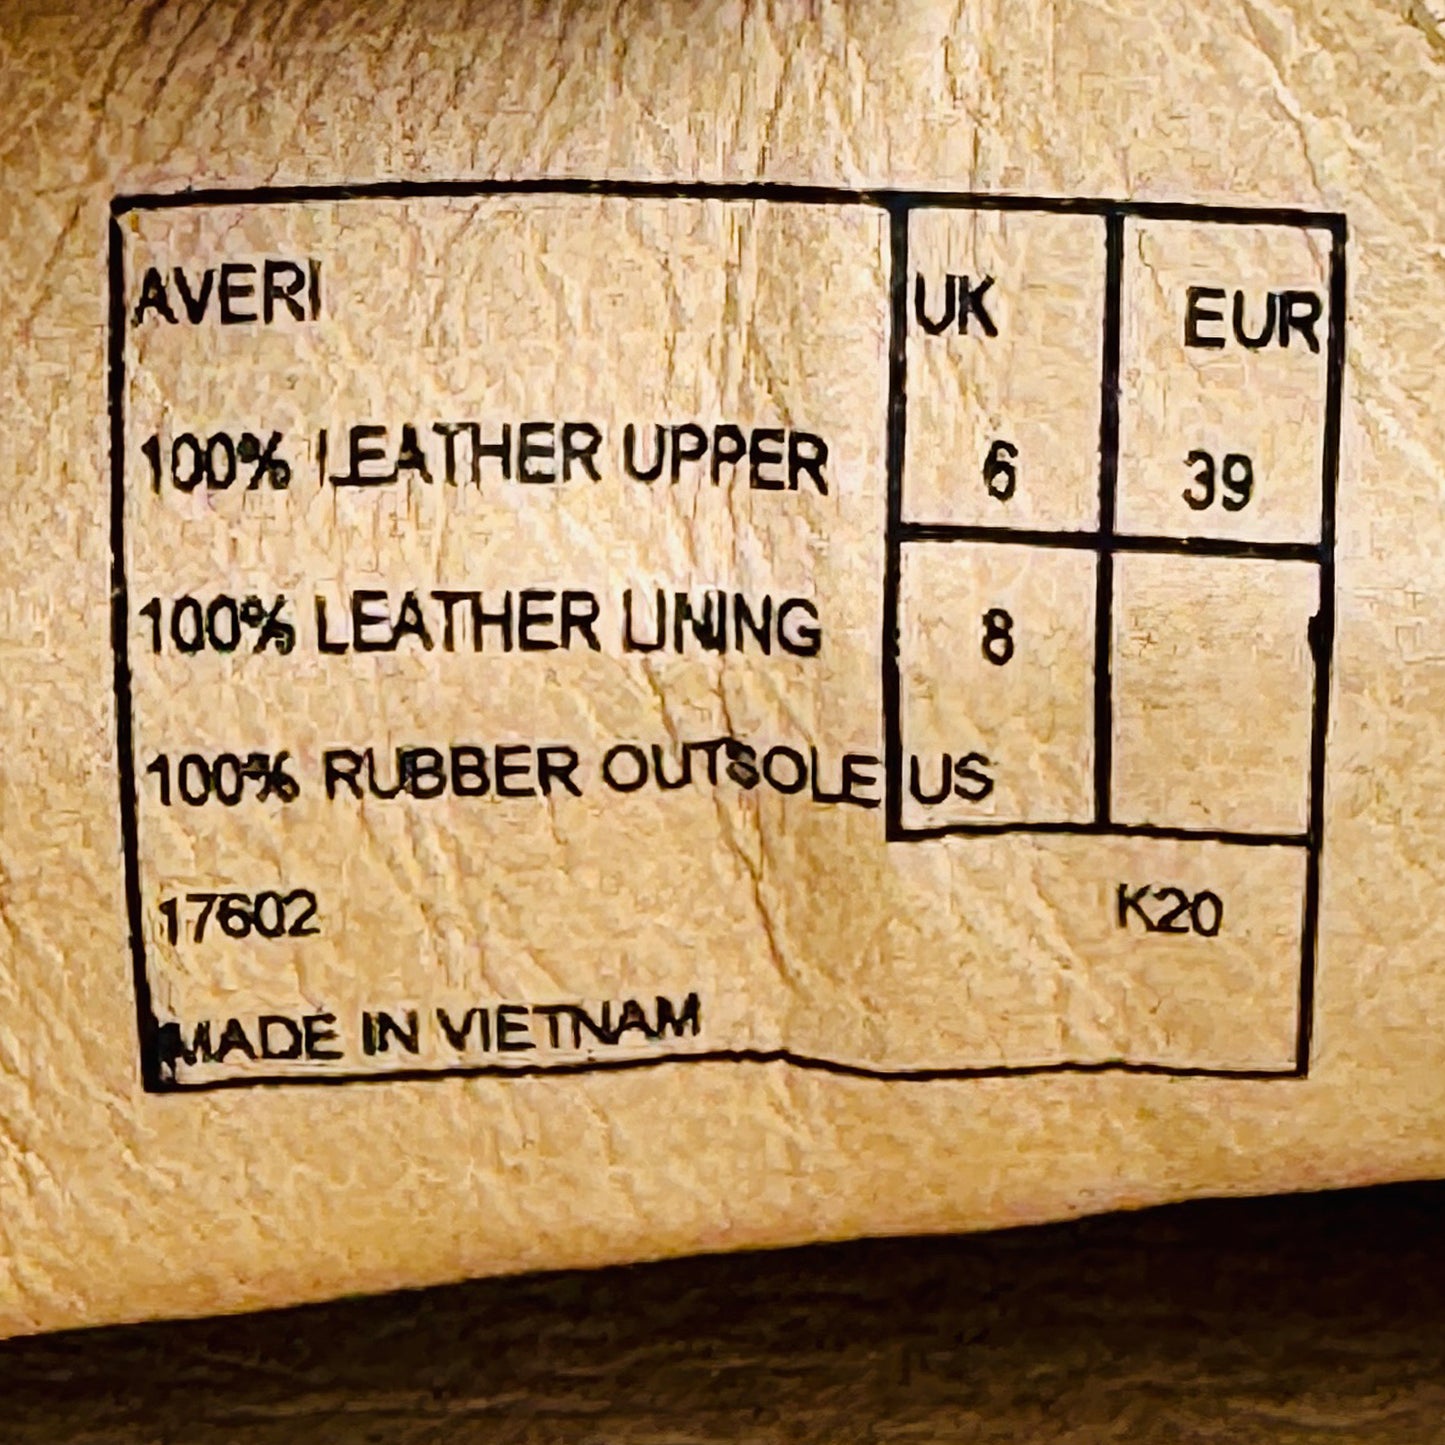 AVERI UK EUR
100% LEATHER UPPER 6 39
100% LEATHER LINING 8
100% RUBBER OUTSOLE US
17602 K20
MADE IN VIETNAM